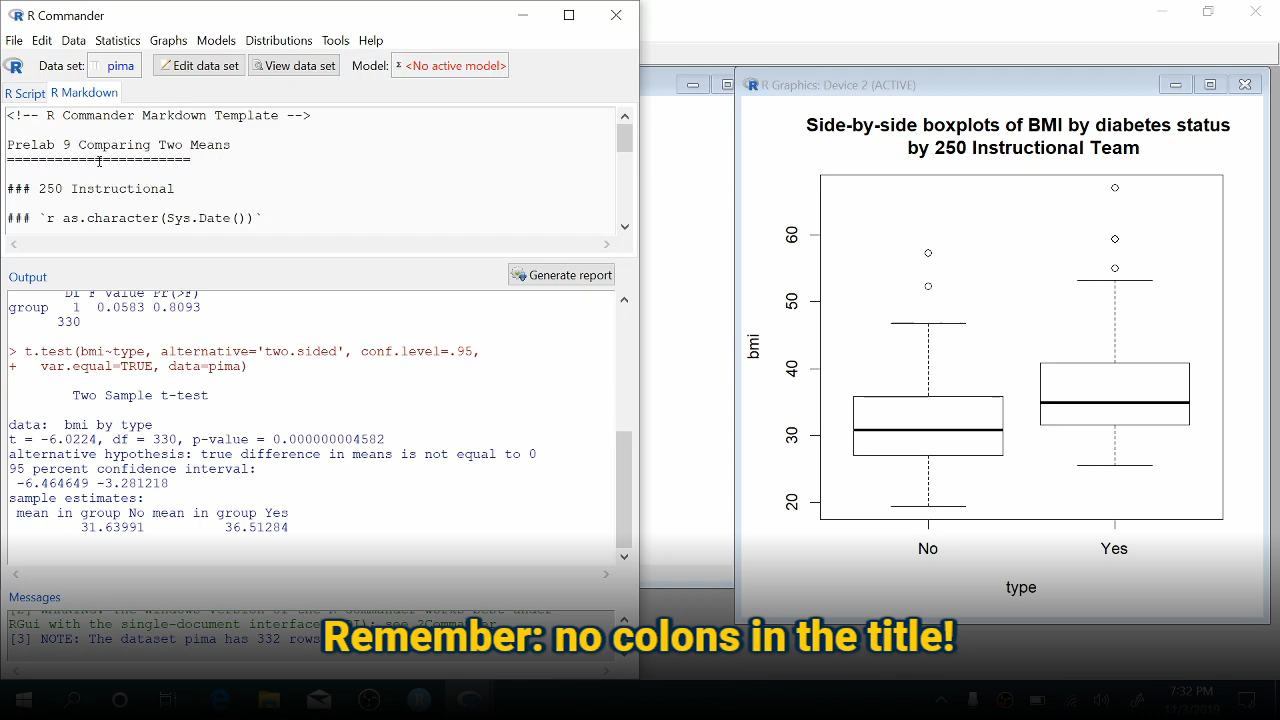 R Commander
File Edit Data Statistics Graphs Models Distributions Tools Help
Data set: pima Edit data set View data set Model: Σ <No active model>
R Script R Markdown
<!-- R Commander Markdown Template -->
Prelab 9 Comparing Two Means
=======================
### 250 Instructional
### `r as.character(Sys.Date())`
Output
Generate report
Df F value Pr(>F)
group 1 0.0583 0.8093
330
> t.test(bmi~type, alternative='two.sided', conf.level=.95,
+ var.equal=TRUE, data=pima)
Two Sample t-test
data: bmi by type
t = -6.0224, df = 330, p-value = 0.000000004582
alternative hypothesis: true difference in means is not equal to 0
95 percent confidence interval:
-6.464649 -3.281218
sample estimates:
mean in group No mean in group Yes
31.63991 36.51284
Messages
RGui with the single-document interface
[3] NOTE: The dataset pima has 332 rows
R Graphics: Device 2 (ACTIVE)
Side-by-side boxplots of BMI by diabetes status
by 250 Instructional Team
60
50
40
30
20
bmi
No Yes
type
Remember: no colons in the title!
7:32 PM